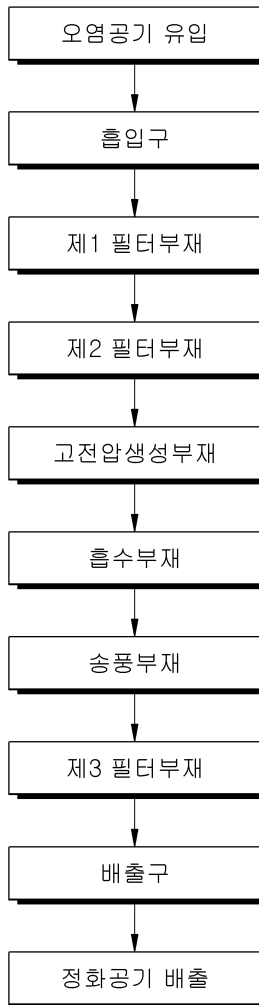 오염공기 유입
흡입구
제1 필터부재
제2 필터부재
고전압생성부재
흡수부재
송풍부재
제3 필터부재
배출구
정화공기 배출